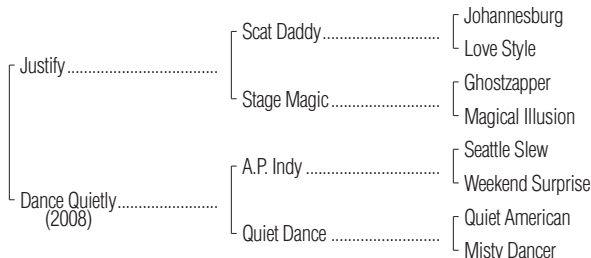 Johannesburg
Scat Daddy
Love Style
Justify
Ghostzapper
Stage Magic
Magical Illusion
Seattle Slew
A.P. Indy
Weekend Surprise
Dance Quietly
(2008)
Quiet American
Quiet Dance
Misty Dancer